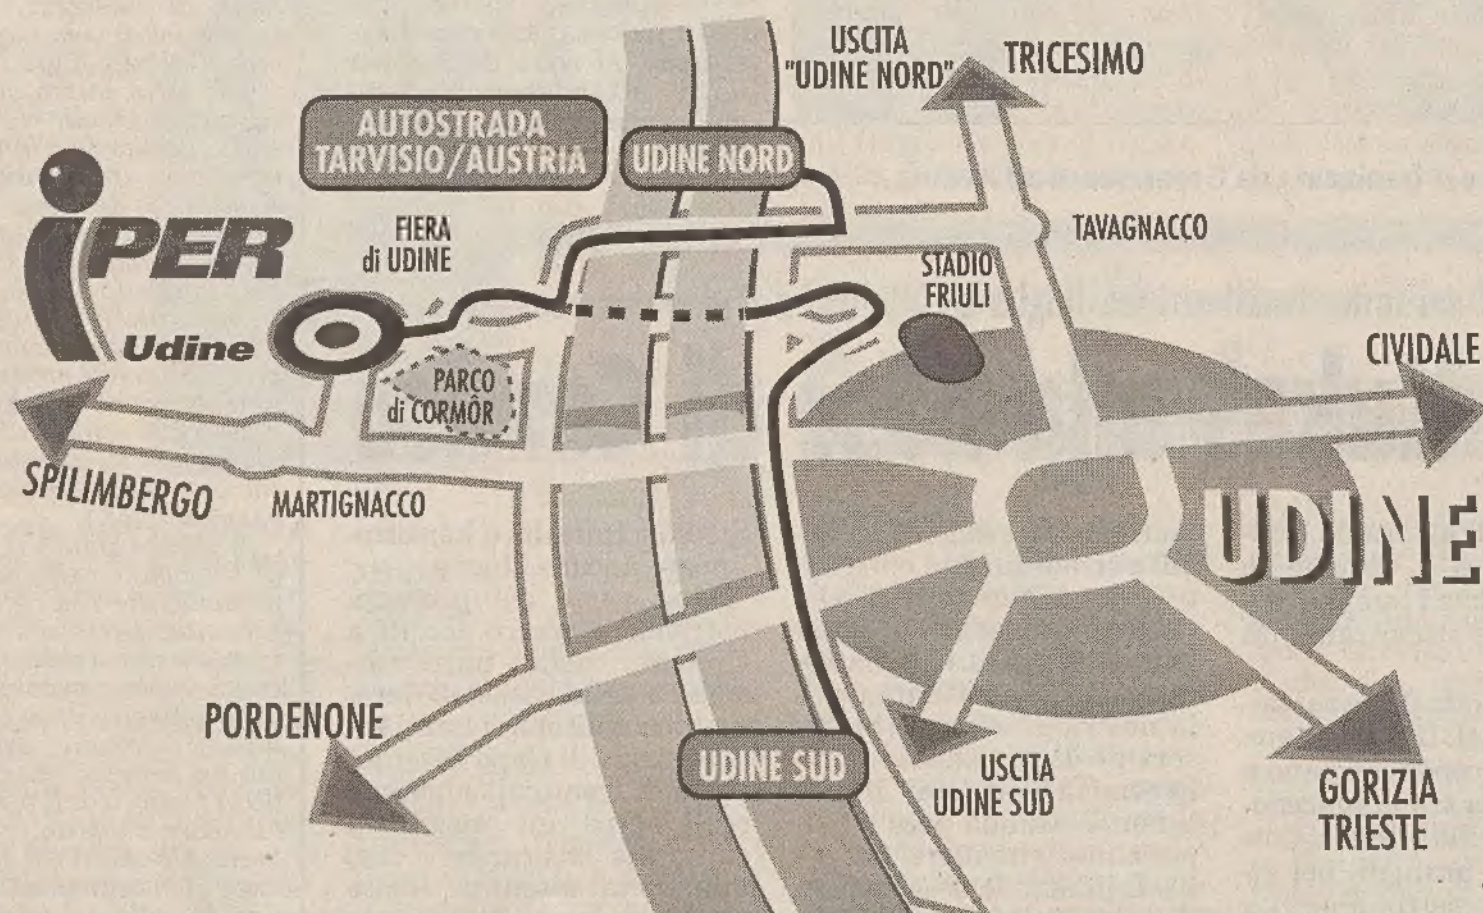 USCITA
"UDINE NORD"
TRICESIMO
AUTOSTRADA
TARVISIO/AUSTRIA
UDINE NORD
iPER
Udine
FIERA
di UDINE
TAVAGNACCO
STADIO
FRIULI
CIVIDALE
PARCO
di CORMÔR
SPILIMBERGO
MARTIGNACCO
UDINE
PORDENONE
UDINE SUD
USCITA
UDINE SUD
GORIZIA
TRIESTE